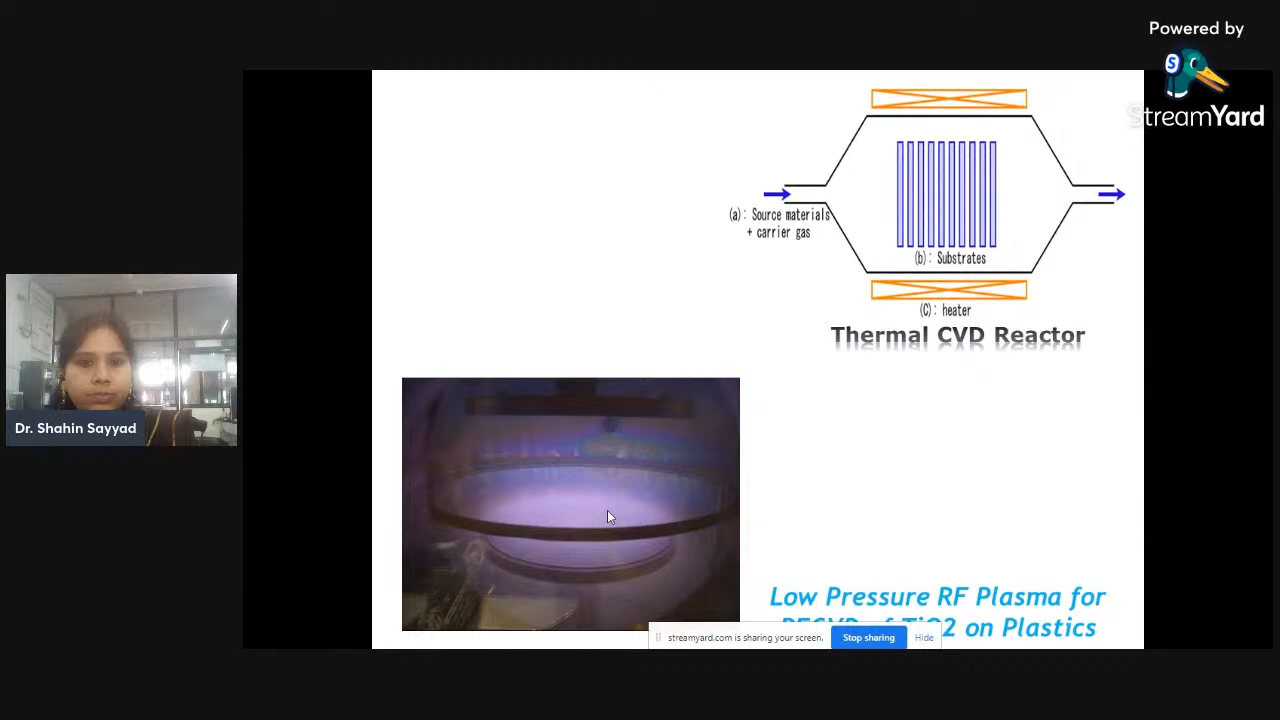 Powered by
StreamYard
(a): Source materials
+ carrier gas
(b): Substrates
(C): heater
Thermal CVD Reactor
Dr. Shahin Sayyad
Low Pressure RF Plasma for
on Plastics
streamyard.com is sharing your screen.
Stop sharing
Hide